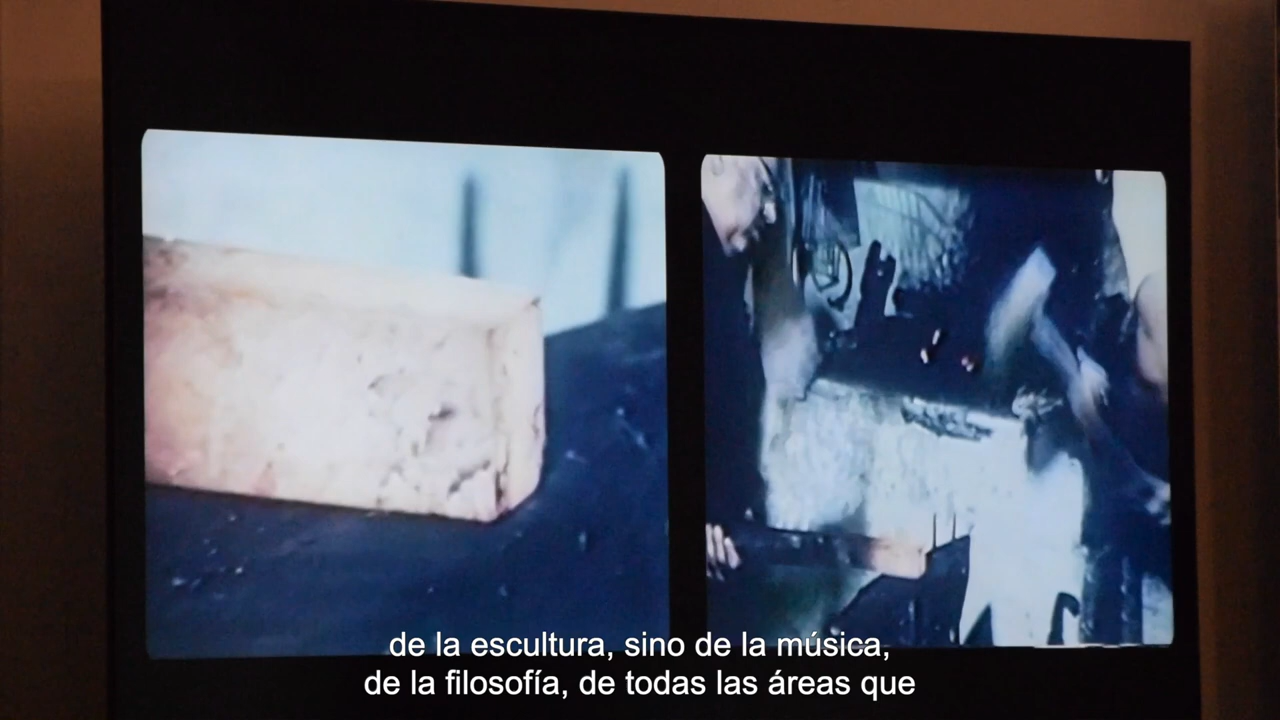 de la escultura, sino de la música,
de la filosofía, de todas las áreas que